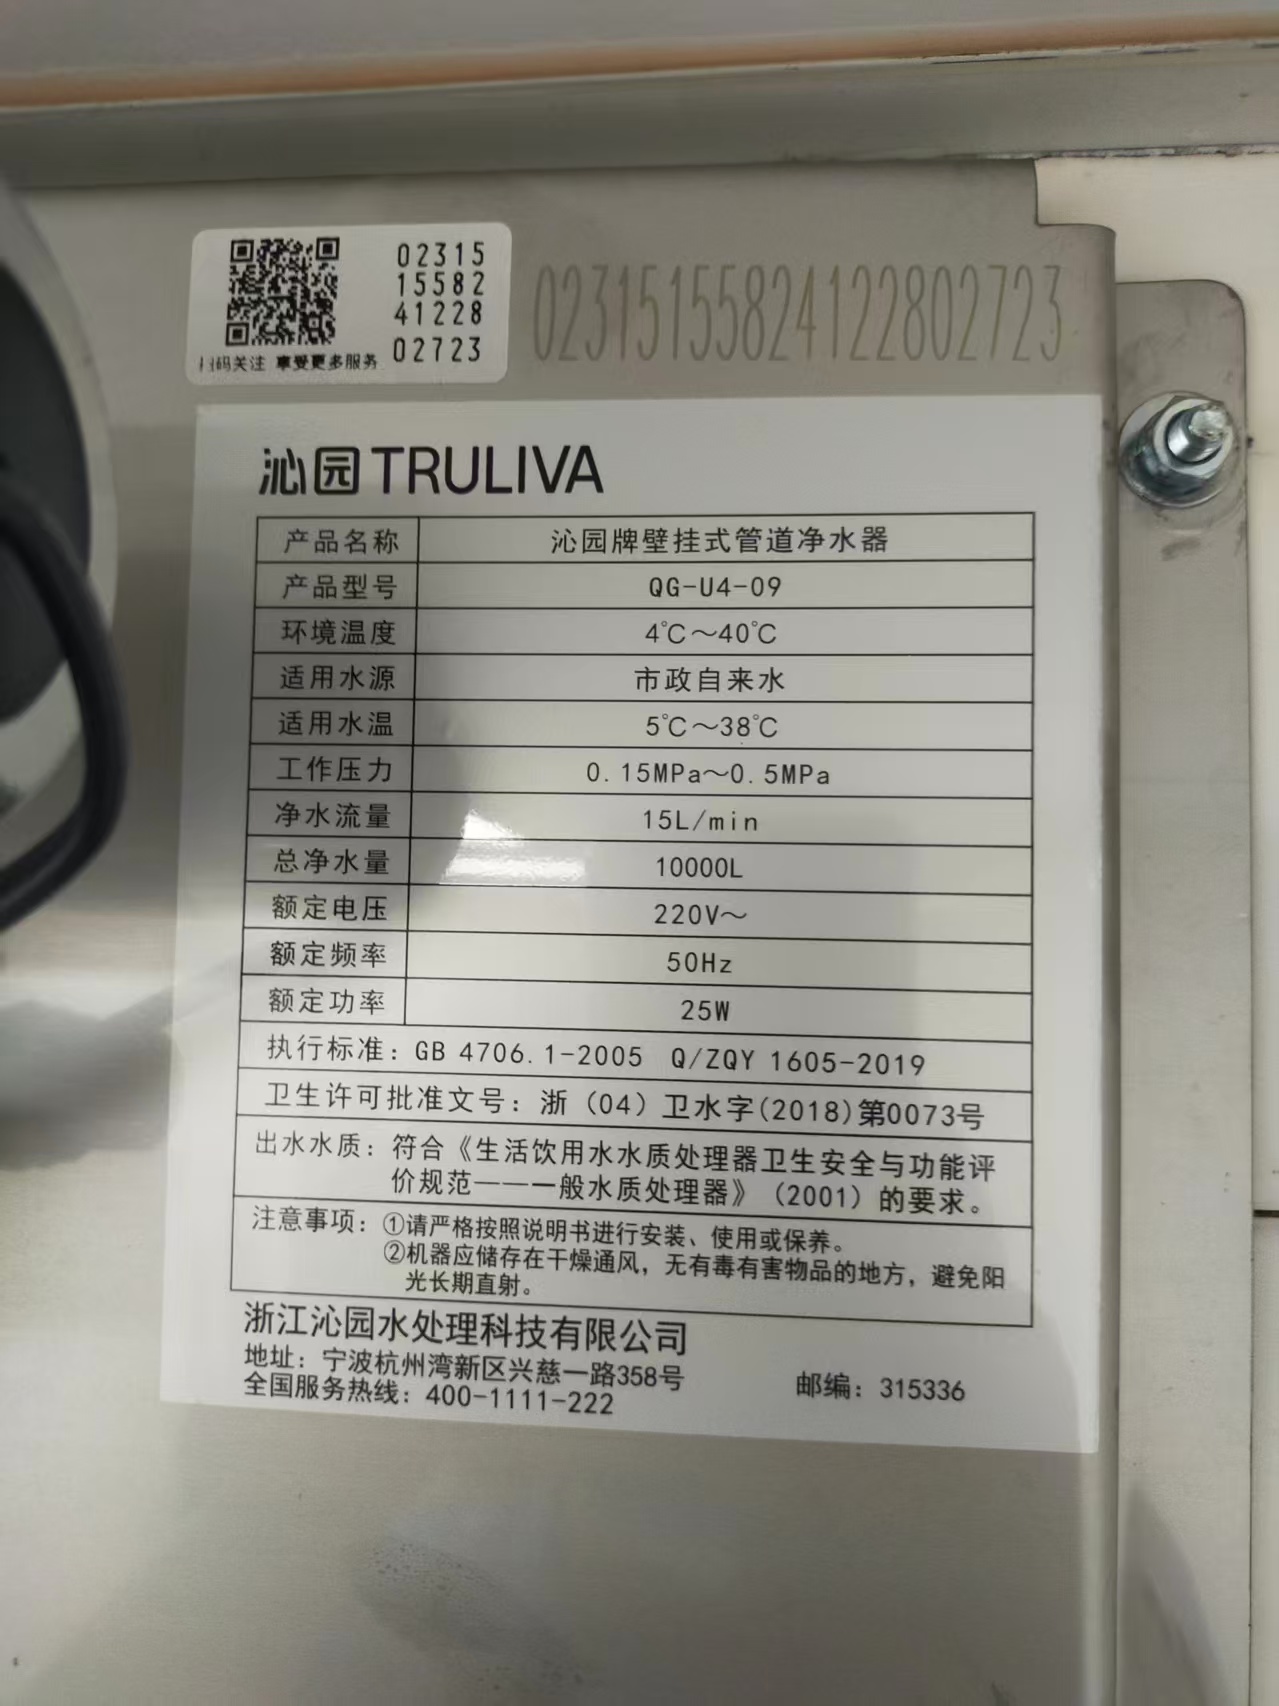 02315
15582
41228
02723
扫码关注 享受更多服务
02315155824122802723
沁园 TRULIVA
产品名称 沁园牌壁挂式管道净水器
产品型号 QG-U4-09
环境温度 4℃~40℃
适用水源 市政自来水
适用水温 5℃~38℃
工作压力 0.15MPa~0.5MPa
净水流量 15L/min
总净水量 10000L
额定电压 220V~
额定频率 50Hz
额定功率 25W
执行标准：GB 4706.1-2005 Q/ZQY 1605-2019
卫生许可批准文号：浙（04）卫水字(2018)第0073号
出水水质：符合《生活饮用水水质处理器卫生安全与功能评
价规范——一般水质处理器》（2001）的要求。
注意事项：①请严格按照说明书进行安装、使用或保养。
②机器应储存在干燥通风，无有毒有害物品的地方，避免阳
光长期直射。
浙江沁园水处理科技有限公司
地址：宁波杭州湾新区兴慈一路358号 邮编：315336
全国服务热线：400-1111-222